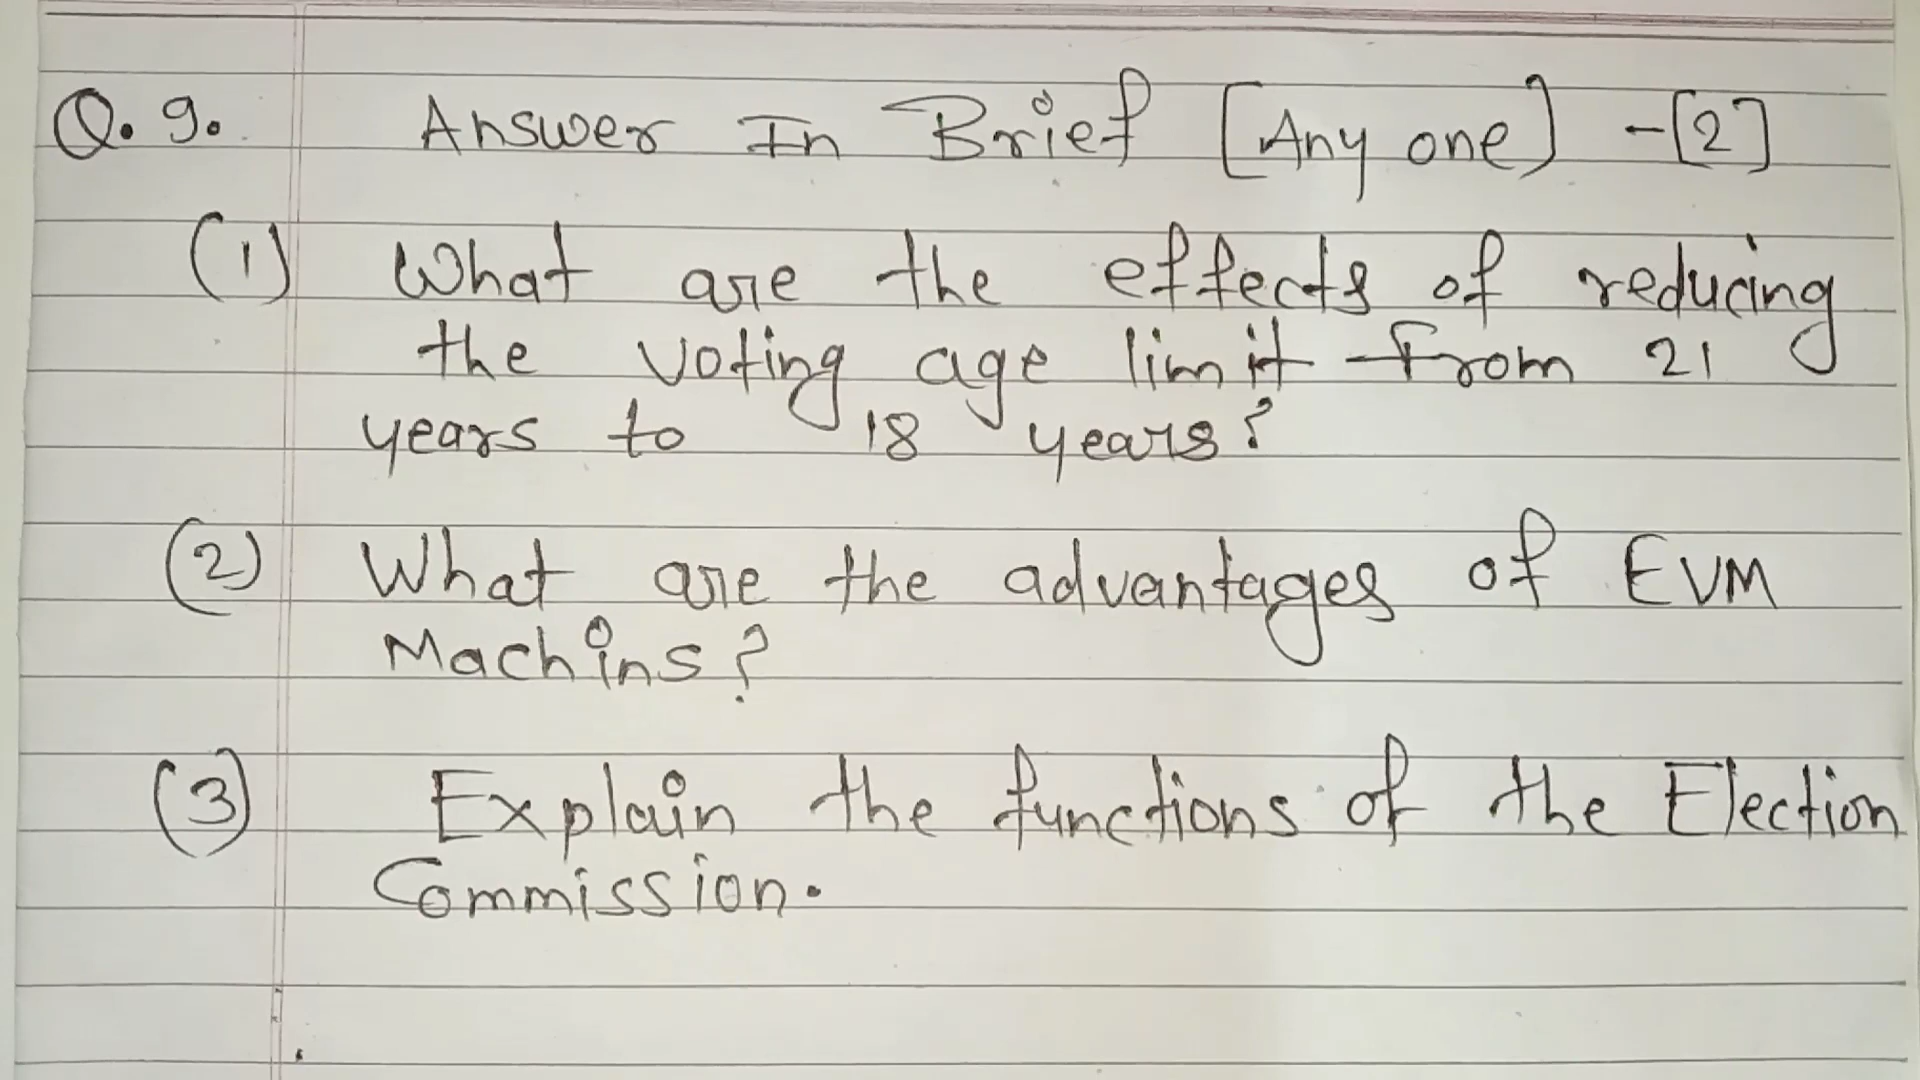 Q. 9. Answer In Brief [Any one] -[2]
(1) What are the effects of reducing
the voting age limit from 21
years to 18 years?
(2) What are the advantages of EVM
Machins?
(3) Explain the functions of the Election
Commission.